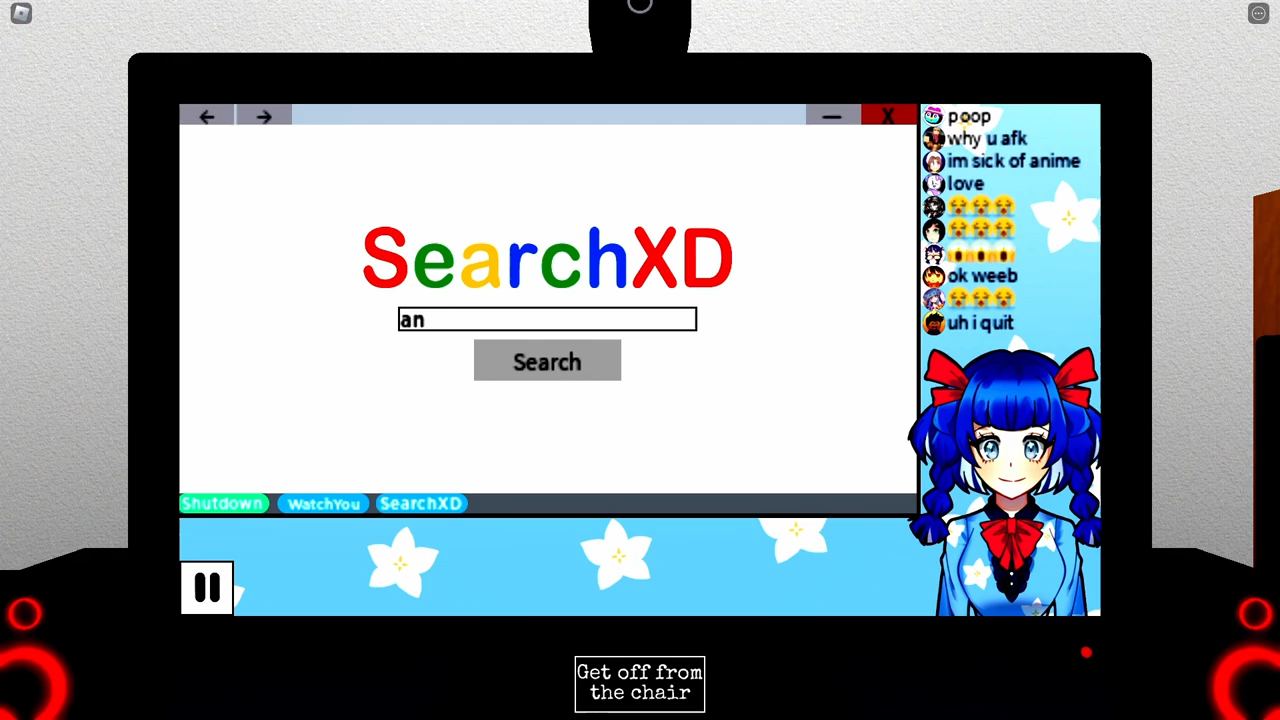 SearchXD
an
Search
Shutdown
WatchYou
SearchXD
poop
why u afk
im sick of anime
love
😭😭😭
😭😭😭
😱😱😱
ok weeb
😭😭😭
uh i quit
Get off from
the chair